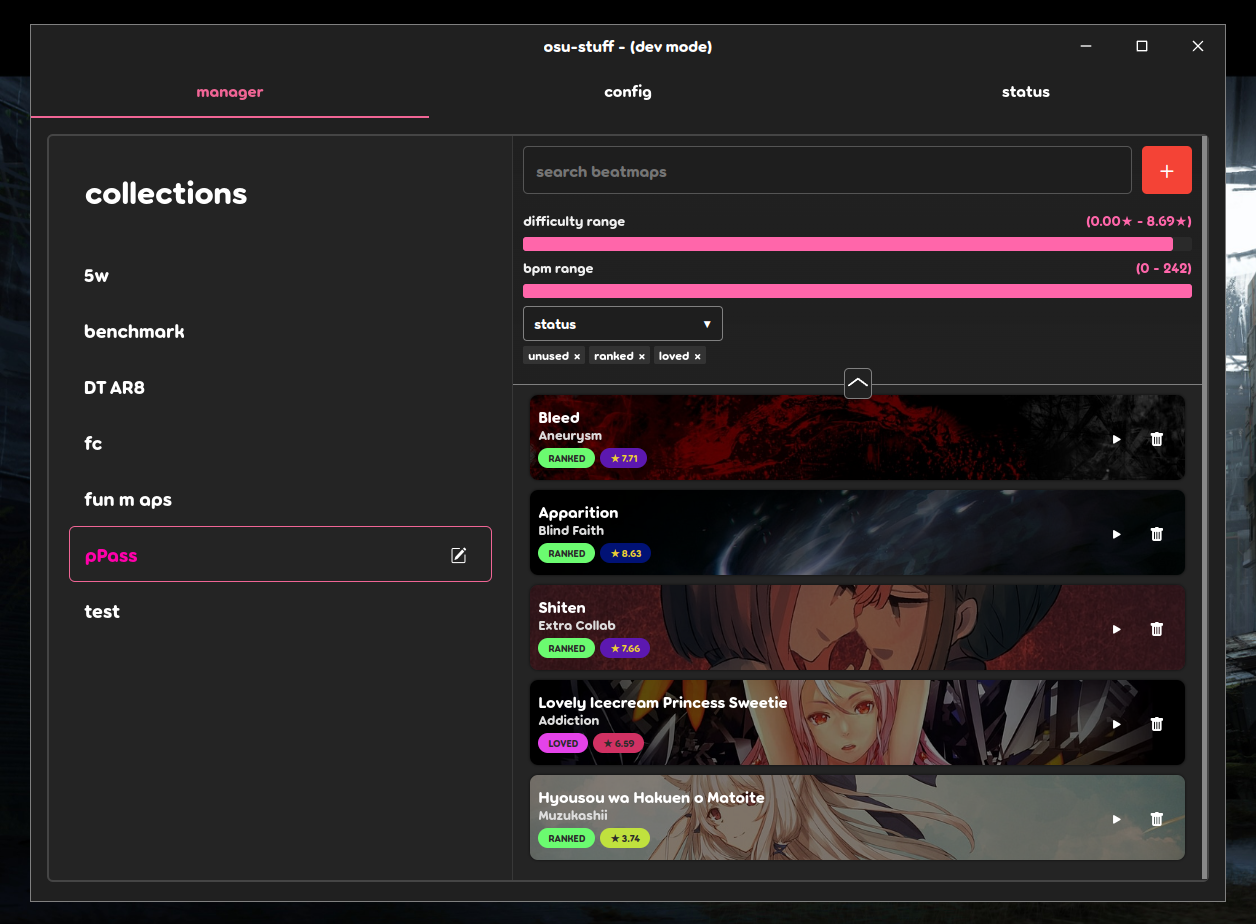 osu-stuff - (dev mode)
manager config status
collections
5w
benchmark
DT AR8
fc
fun m aps
pPass
test
search beatmaps
+
difficulty range (0.00★ - 8.69★)
bpm range (0 - 242)
status ▼
unused × ranked × loved ×
Bleed
Aneurysm
RANKED ★ 7.71
Apparition
Blind Faith
RANKED ★ 8.63
Shiten
Extra Collab
RANKED ★ 7.66
Lovely Icecream Princess Sweetie
Addiction
LOVED ★ 6.59
Hyousou wa Hakuen o Matoite
Muzukashii
RANKED ★ 3.74